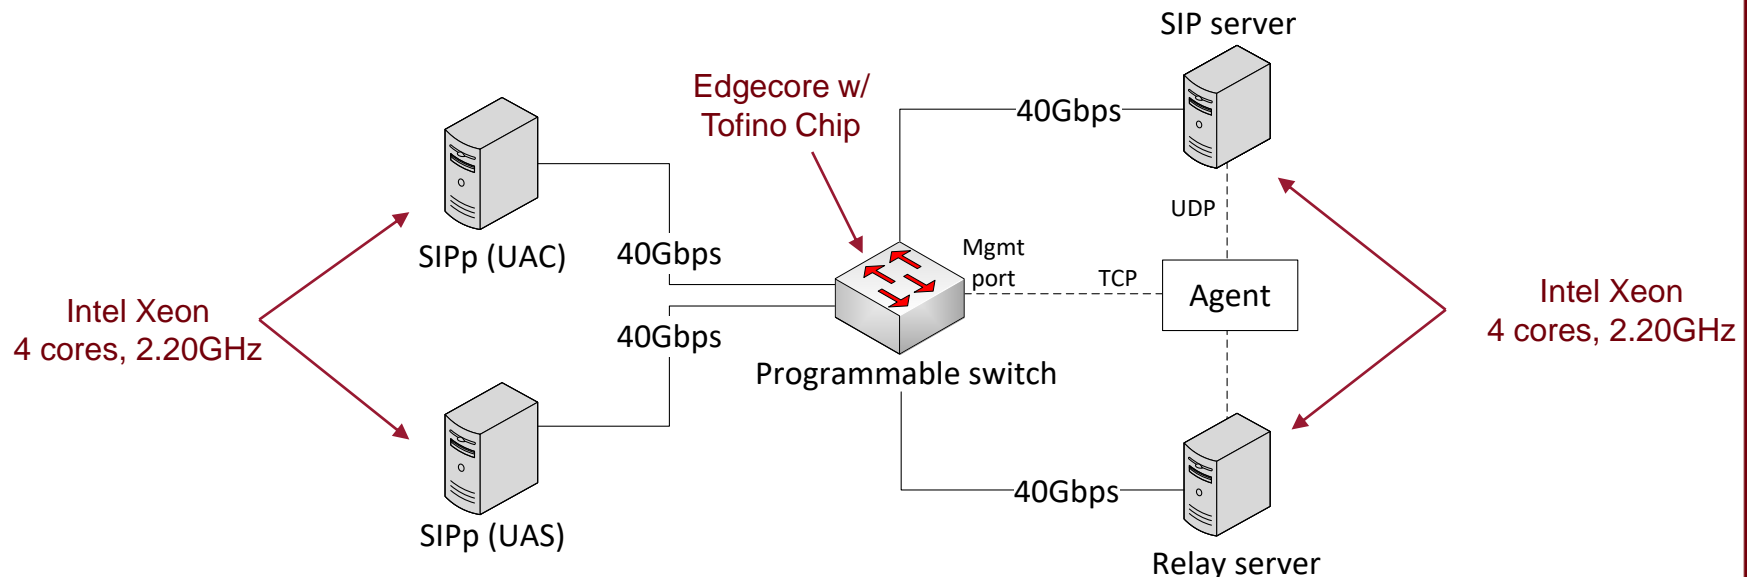 SIP server
Edgecore w/
Tofino Chip
40Gbps
UDP
SIPp (UAC)
40Gbps
Mgmt
port
TCP
Agent
Intel Xeon
4 cores, 2.20GHz
Intel Xeon
4 cores, 2.20GHz
40Gbps
Programmable switch
40Gbps
SIPp (UAS)
Relay server